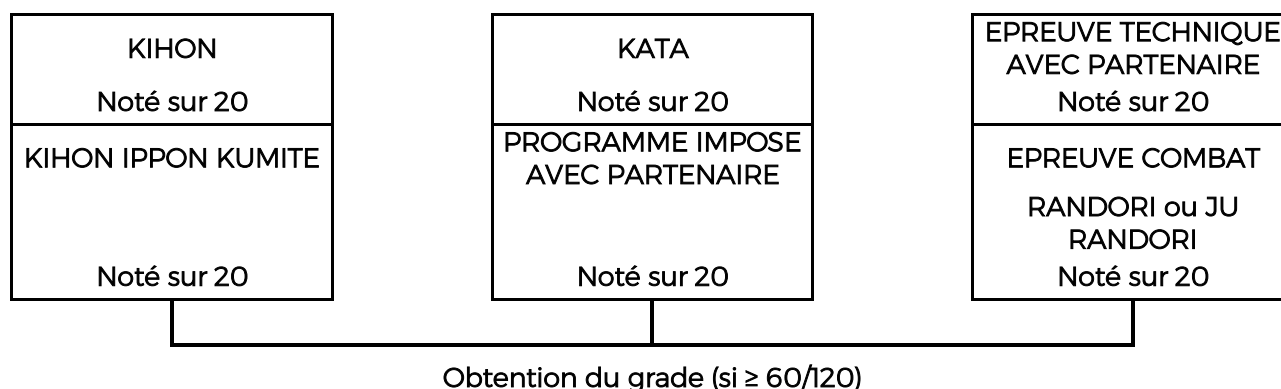 KIHON
Noté sur 20
KIHON IPPON KUMITE
Noté sur 20
KATA
Noté sur 20
PROGRAMME IMPOSE
AVEC PARTENAIRE
Noté sur 20
EPREUVE TECHNIQUE
AVEC PARTENAIRE
Noté sur 20
EPREUVE COMBAT
RANDORI ou JU
RANDORI
Noté sur 20
Obtention du grade (si ≥ 60/120)